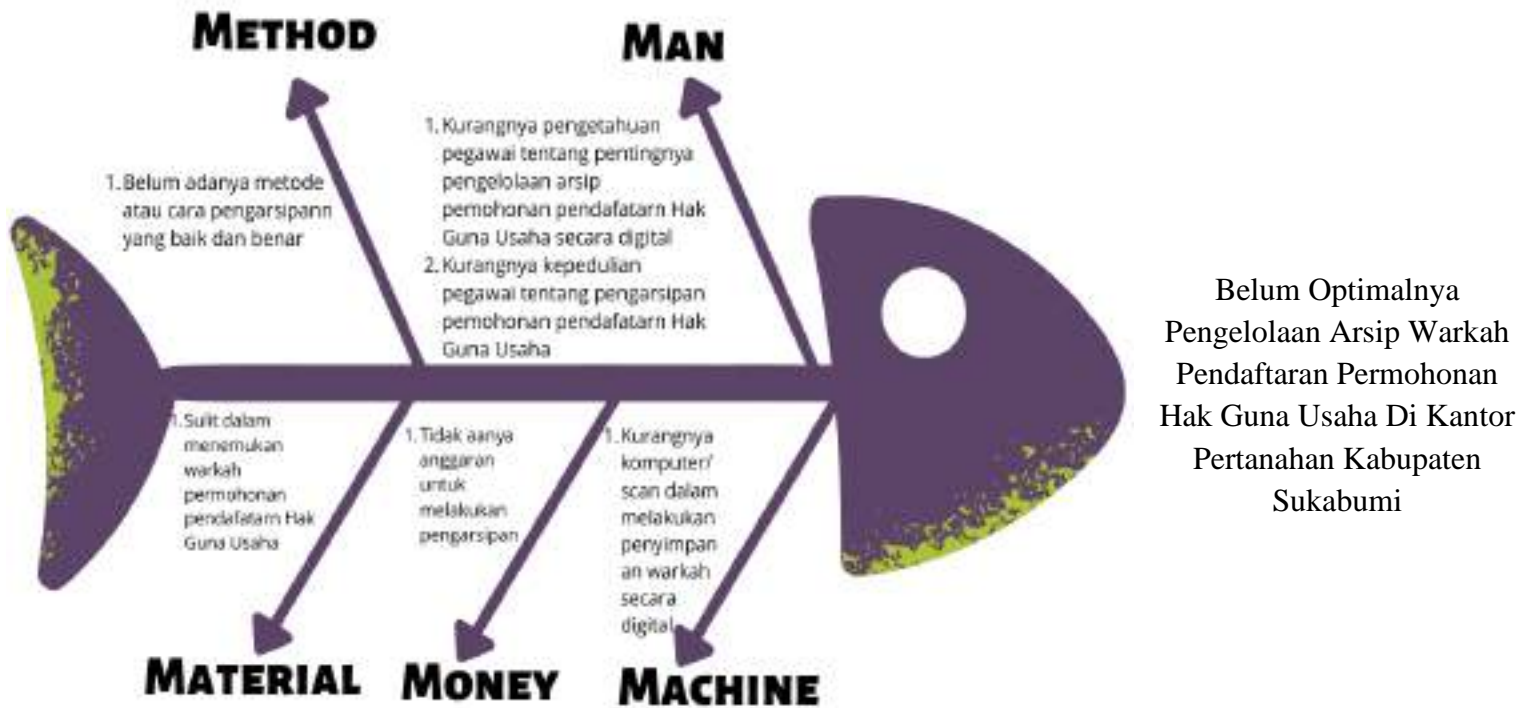 METHOD
MAN
1. Kurangnya pengetahuan
pegawai tentang pentingnya
pengelolaan arsip
pemohonan pendafatarn Hak
Guna Usaha secara digital
2. Kurangnya kepedulian
pegawai tentang pengarsipan
pemohonan pendafatarn Hak
Guna Usaha
1. Belum adanya metode
atau cara pengarsipann
yang baik dan benar
1. Sulit dalam
menemukan
warkah
permohonan
pendafatarn Hak
Guna Usaha
1. Tidak aanya
anggaran
untuk
melakukan
pengarsipan
1. Kurangnya
komputer/
scan dalam
melakukan
penyimpan
an warkah
secara
digital
MATERIAL
MONEY
MACHINE
Belum Optimalnya
Pengelolaan Arsip Warkah
Pendaftaran Permohonan
Hak Guna Usaha Di Kantor
Pertanahan Kabupaten
Sukabumi